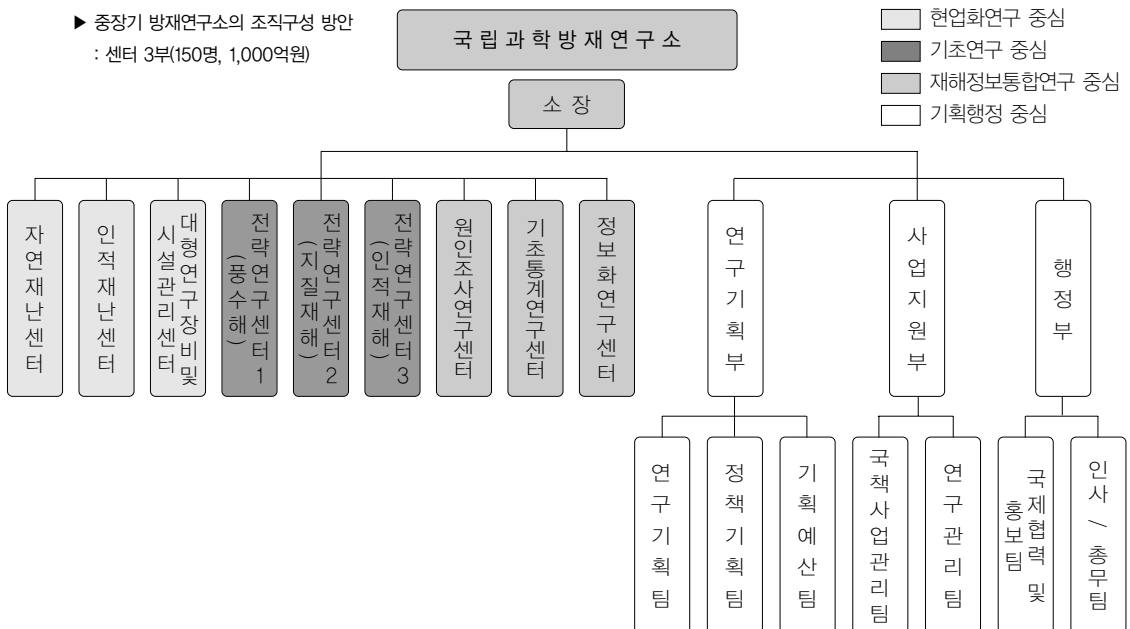 ▶ 중장기 방재연구소의 조직구성 방안
: 센터 3부(150명, 1,000억원)
국립과학방재연구소
소장
현업화연구 중심
기초연구 중심
재해정보통합연구 중심
기획행정 중심
자연재난센터
인적재난센터
대형연구장비 및
시설관리센터
전략연구센터1
(풍수해)
전략연구센터2
(지질재해)
전략연구센터3
(인적재해)
원인조사연구센터
기초통계연구센터
정보화연구센터
연구기획부
사업지원부
행정부
연구기획팀
정책기획팀
기획예산팀
국책사업관리팀
연구관리팀
국제협력 및
홍보팀
인사/총무팀